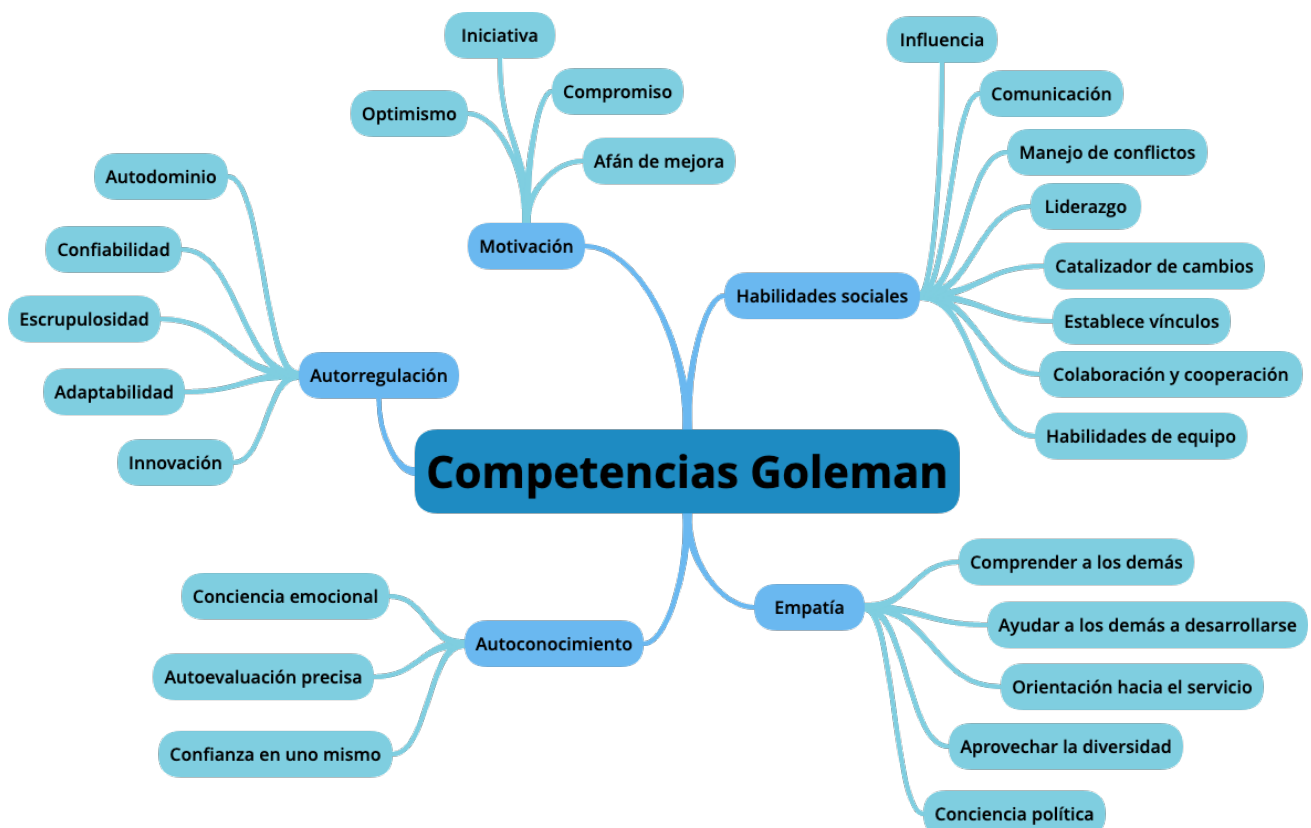 Competencias Goleman
Motivación
Optimismo
Iniciativa
Compromiso
Afán de mejora
Habilidades sociales
Influencia
Comunicación
Manejo de conflictos
Liderazgo
Catalizador de cambios
Establece vínculos
Colaboración y cooperación
Habilidades de equipo
Autorregulación
Autodominio
Confiabilidad
Escrupulosidad
Adaptabilidad
Innovación
Autoconocimiento
Conciencia emocional
Autoevaluación precisa
Confianza en uno mismo
Empatía
Comprender a los demás
Ayudar a los demás a desarrollarse
Orientación hacia el servicio
Aprovechar la diversidad
Conciencia política